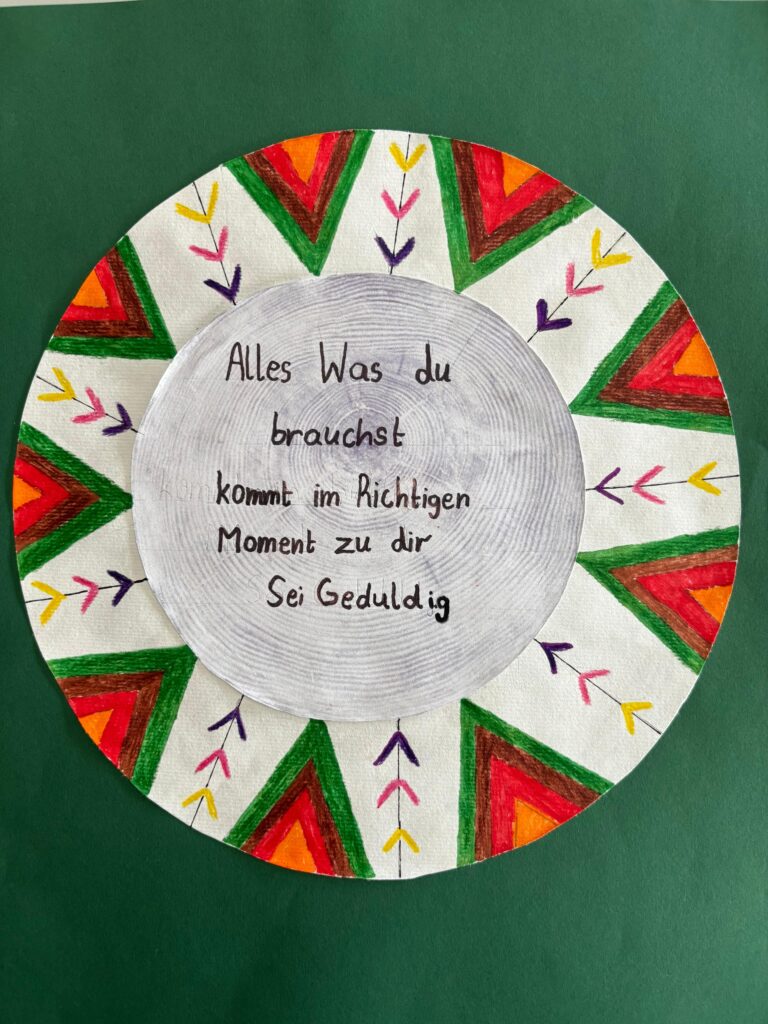 Alles Was du
brauchst
kommt im Richtigen
Moment zu dir
Sei Geduldig